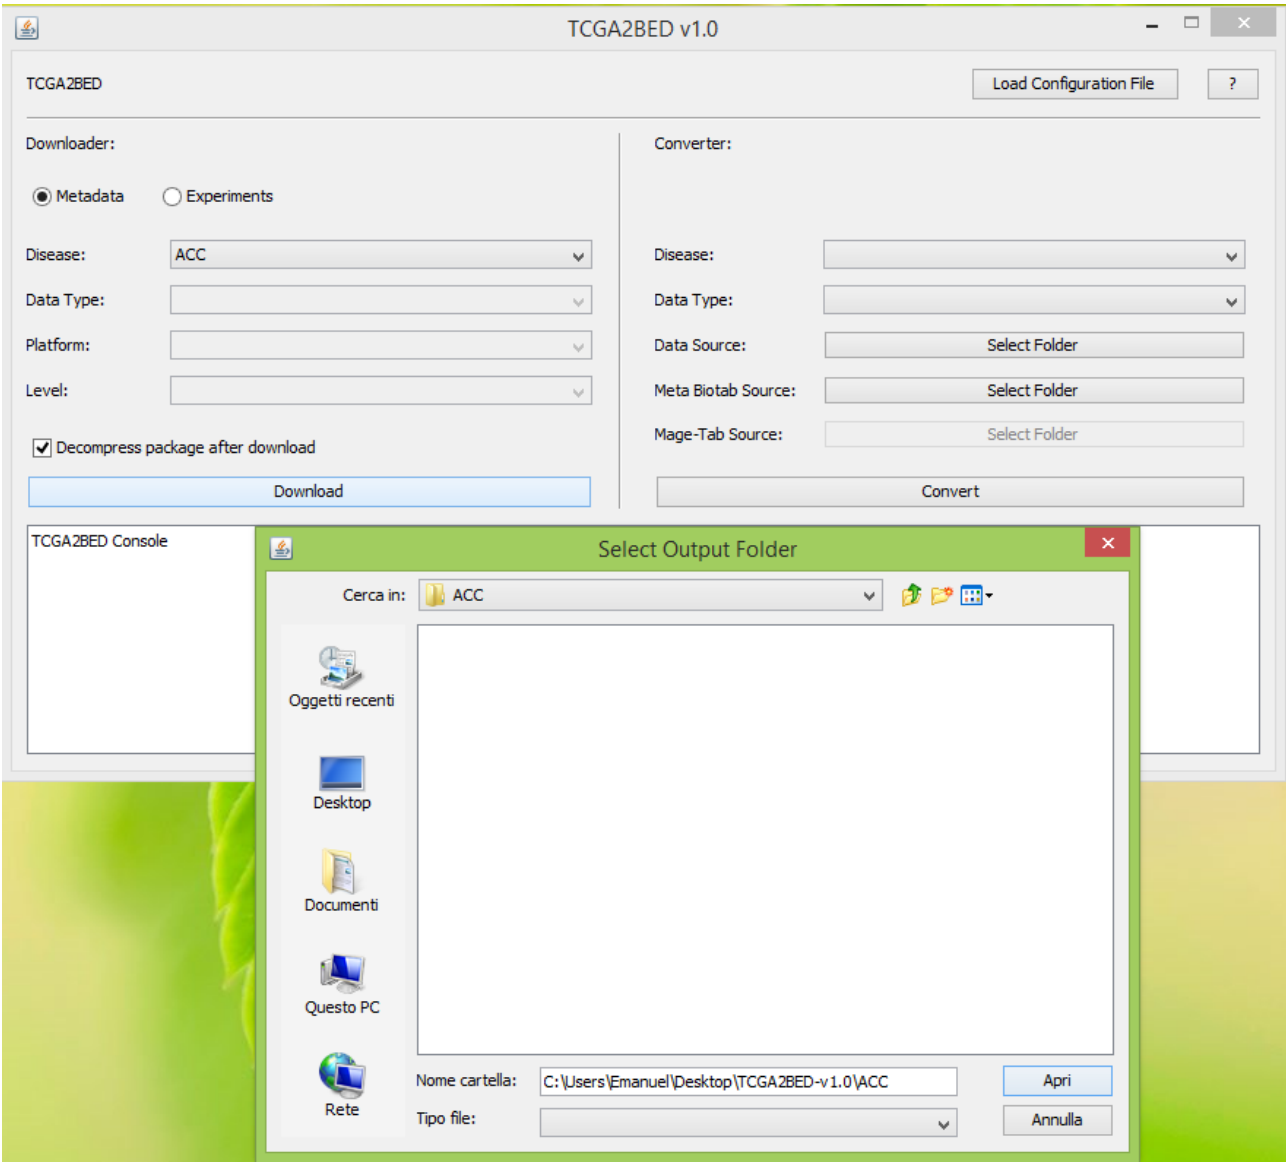 TCGA2BED v1.0
TCGA2BED
Load Configuration File
?
Downloader:
Metadata
Experiments
Disease:
ACC
Data Type:
Platform:
Level:
Decompress package after download
Download
Converter:
Disease:
Data Type:
Data Source:
Select Folder
Meta Biotab Source:
Select Folder
Mage-Tab Source:
Select Folder
Convert
TCGA2BED Console
Select Output Folder
Cerca in:
ACC
Oggetti recenti
Desktop
Documenti
Questo PC
Rete
Nome cartella:
C:\Users\Emanuel\Desktop\TCGA2BED-v1.0\ACC
Apri
Tipo file:
Annulla